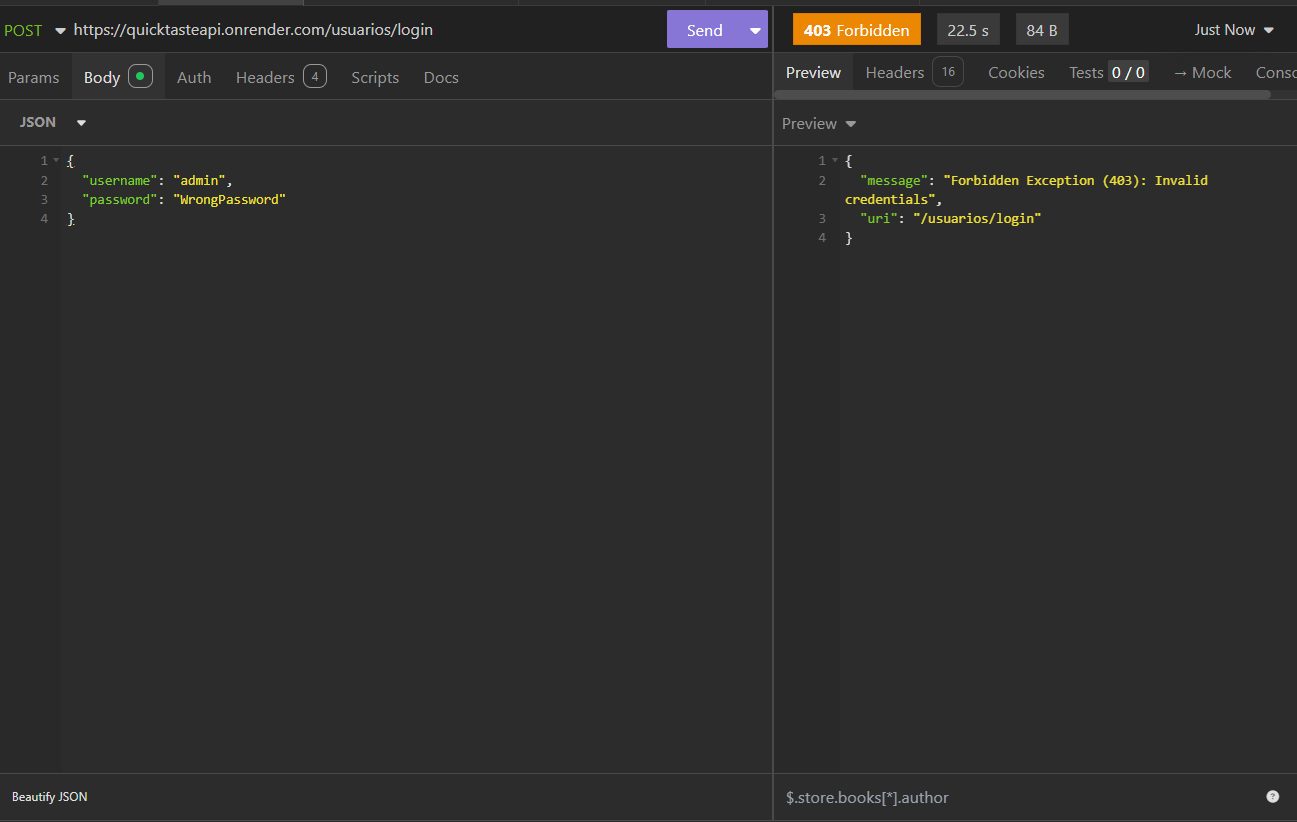 POST https://quicktasteapi.onrender.com/usuarios/login Send
403 Forbidden 22.5 s 84 B Just Now
Params Body Auth Headers 4 Scripts Docs
Preview Headers 16 Cookies Tests 0 / 0 → Mock Consc
JSON
Preview
1 {
2 "username": "admin",
3 "password": "WrongPassword"
4 }
1 {
2 "message": "Forbidden Exception (403): Invalid
credentials",
3 "uri": "/usuarios/login"
4 }
Beautify JSON
$.store.books[*].author ?